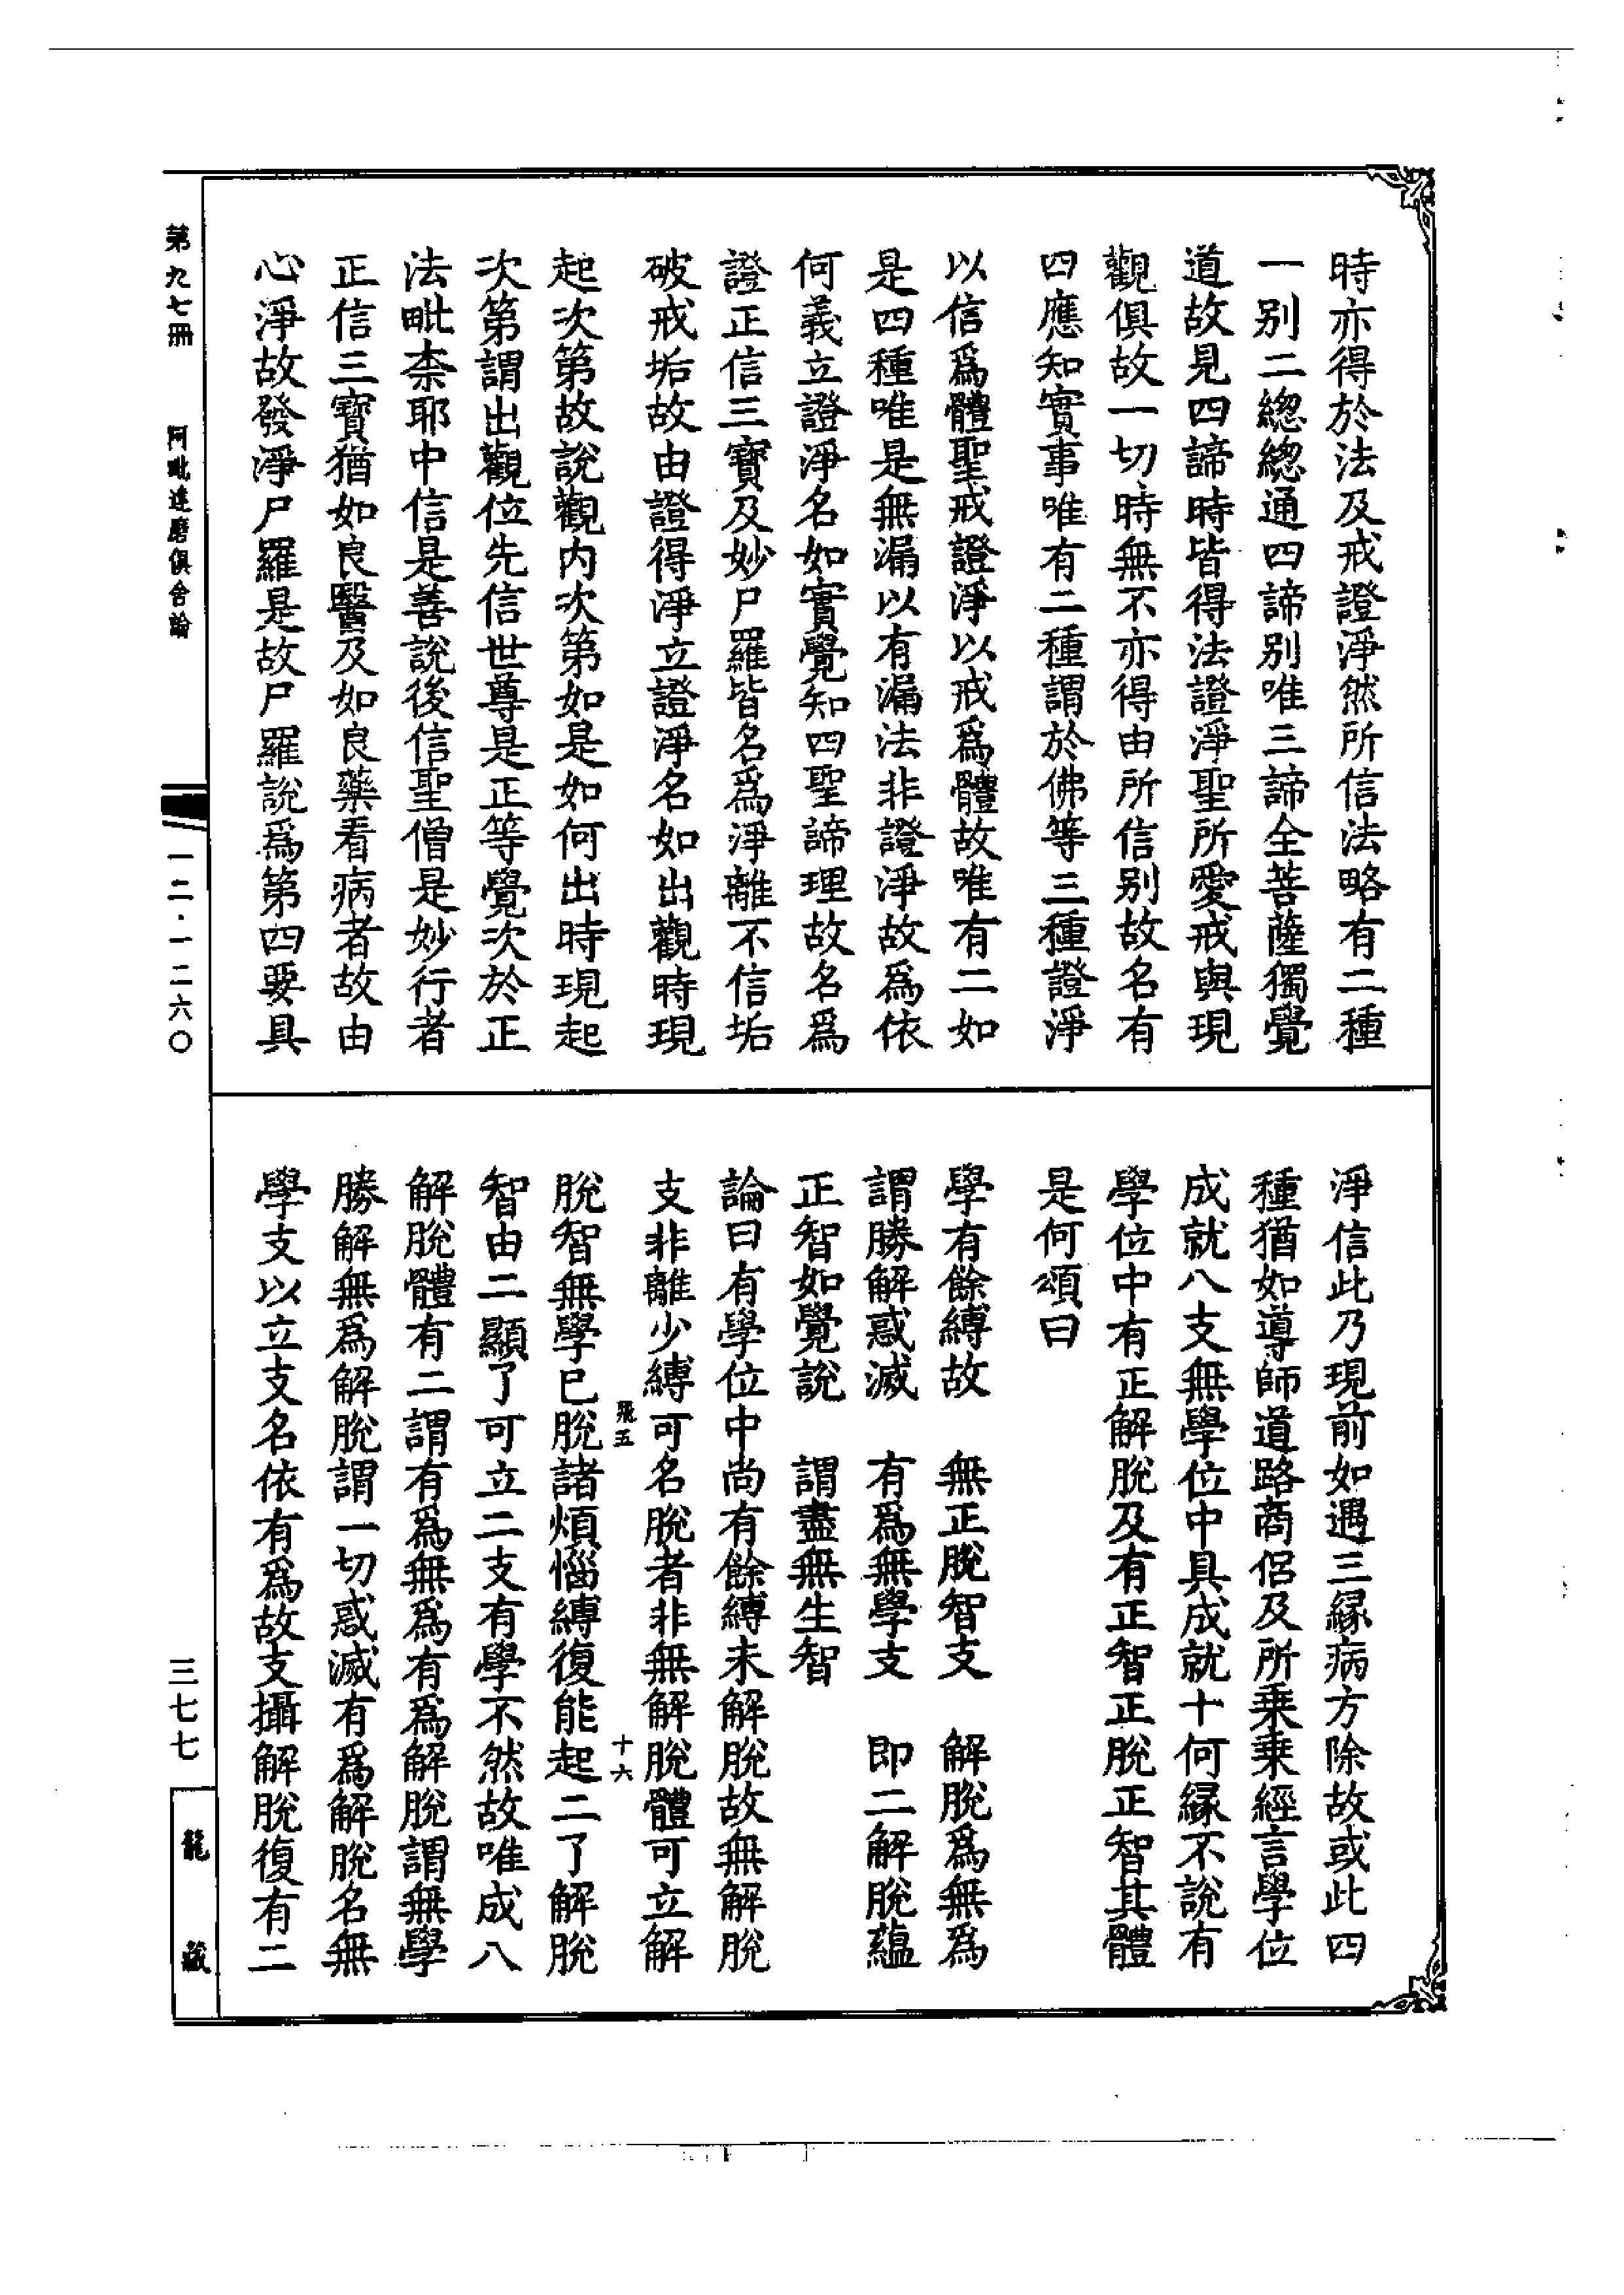 時亦得於法及戒證淨然所信法略有二種
一别二緫緫通四諦别唯三諦全菩薩獨覺
道故見四諦時皆得法證淨聖所愛戒與現
觀俱故一切時無不亦得由所信别故名有
四應知實事唯有二種謂於佛等三種證淨
以信爲體聖戒證淨以戒爲體故唯有二如
是四種唯是無漏以有漏法非證淨故爲依
何義立證淨名如實覺知四聖諦理故名爲
證正信三寶及妙尸羅皆名爲淨離不信垢
破戒垢故由證得淨立證淨名如出觀時現
起次第故說觀内次第如是如何出時現起
次第謂出觀位先信世尊是正等覺次於正
法毗柰耶中信是善說後信聖僧是妙行者
正信三寶猶如良醫及如良藥看病者故由
心淨故發淨尸羅是故尸羅說爲第四要具
淨信此乃現前如遇三縁病方除故或此四
種猶如導師道路商侣及所乗乗經言學位
成就八支無學位中具成就十何縁不說有
學位中有正解脫及有正智正脫正智其體
是何頌曰
學有餘縛故　無正脫智支　解脫爲無爲
謂勝解惑滅　有爲無學支　即二解脫蘊
正智如覺說　謂盡無生智
論曰有學位中尚有餘縛未解脫故無解脫
支非離少縛可名脫者非無解脫體可立解
飛五　十六
脫智無學已脫諸煩惱縛復能起二了解脫
智由二顯了可立二支有學不然故唯成八
解脫體有二謂有爲無爲有爲解脫謂無學
勝解無爲解脫謂一切惑滅有爲解脫名無
學支以立支名依有爲故支攝解脫復有二
第九七冊　阿毗達磨俱舍論　一二·一二六〇　三七七　龍藏